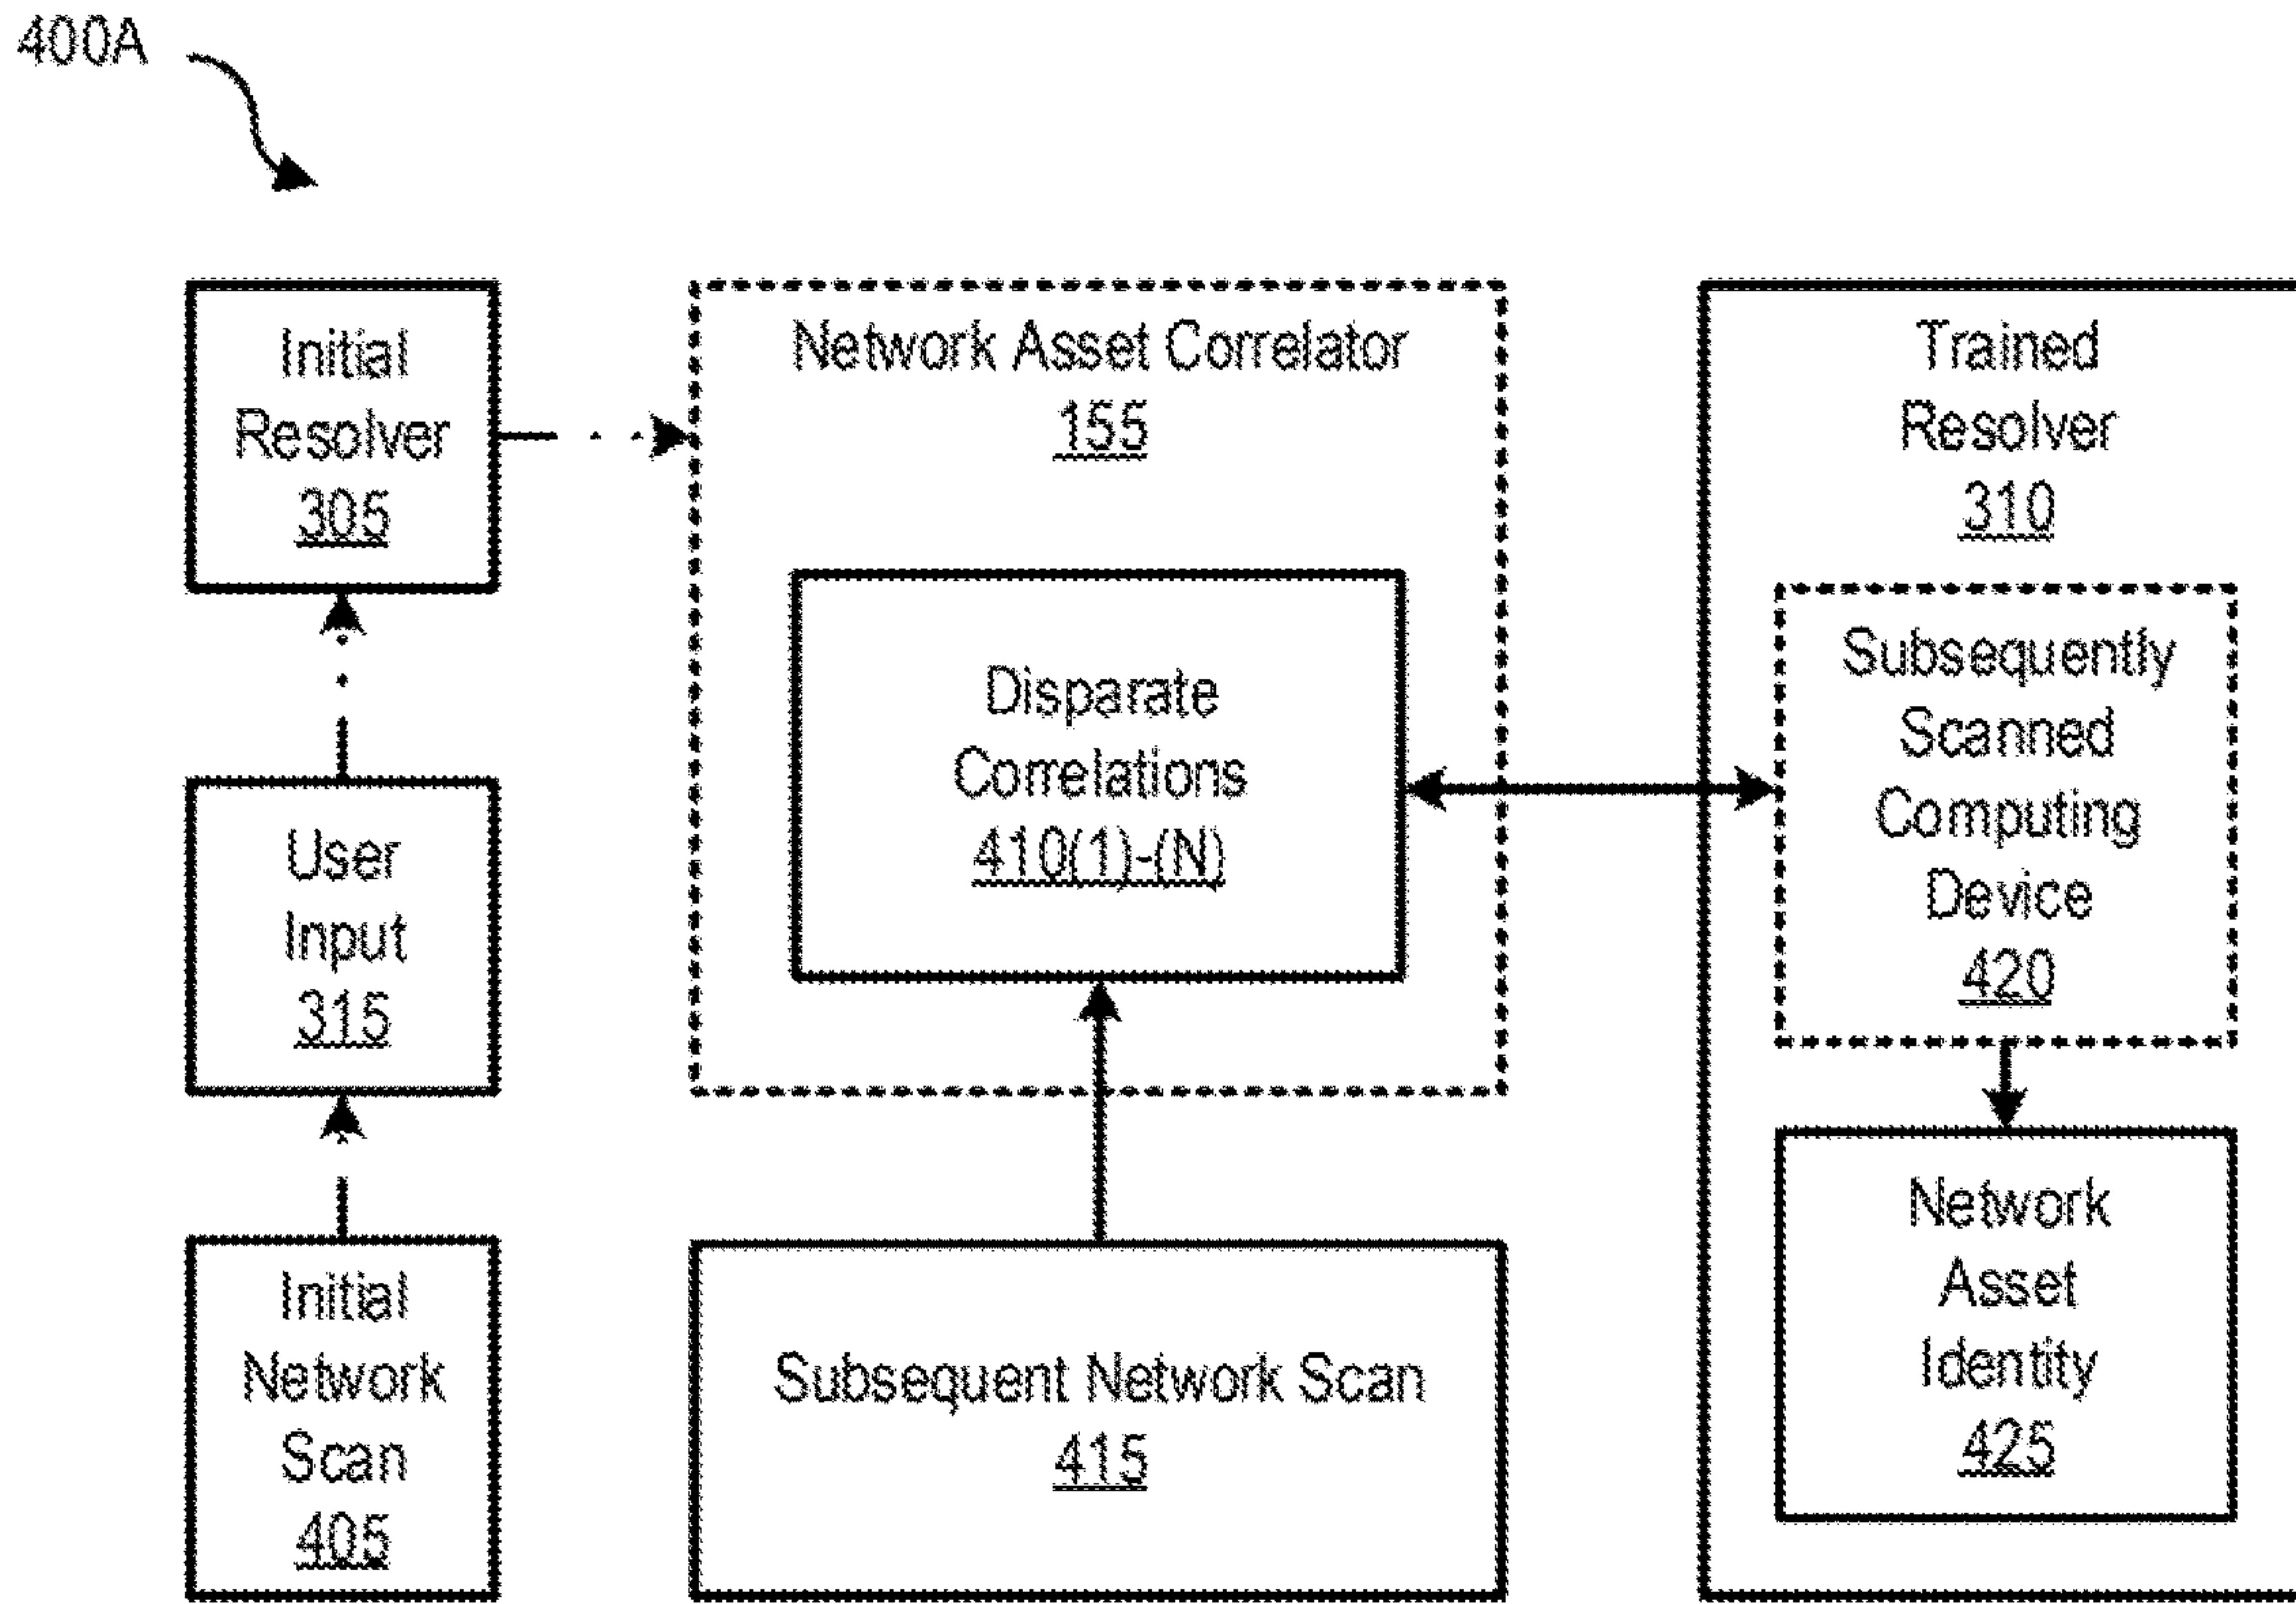 400A
Initial
Resolver
305
User
Input
315
Initial
Network
Scan
405
Network Asset Correlator
155
Disparate
Correlations
410(1)-(N)
Subsequent Network Scan
415
Trained
Resolver
310
Subsequently
Scanned
Computing
Device
420
Network
Asset
Identity
425